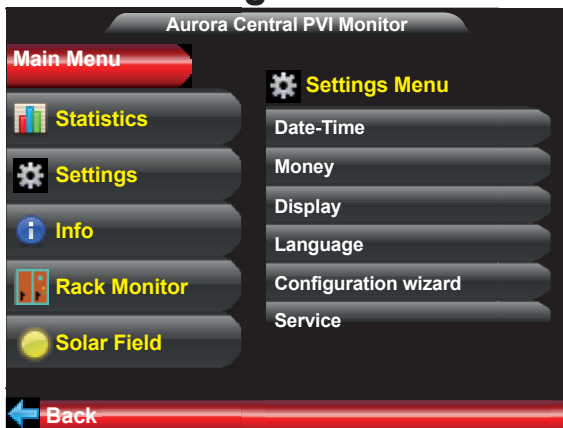 Aurora Central PVI Monitor
Main Menu
Statistics
Settings
Info
Rack Monitor
Solar Field
Settings Menu
Date-Time
Money
Display
Language
Configuration wizard
Service
Back